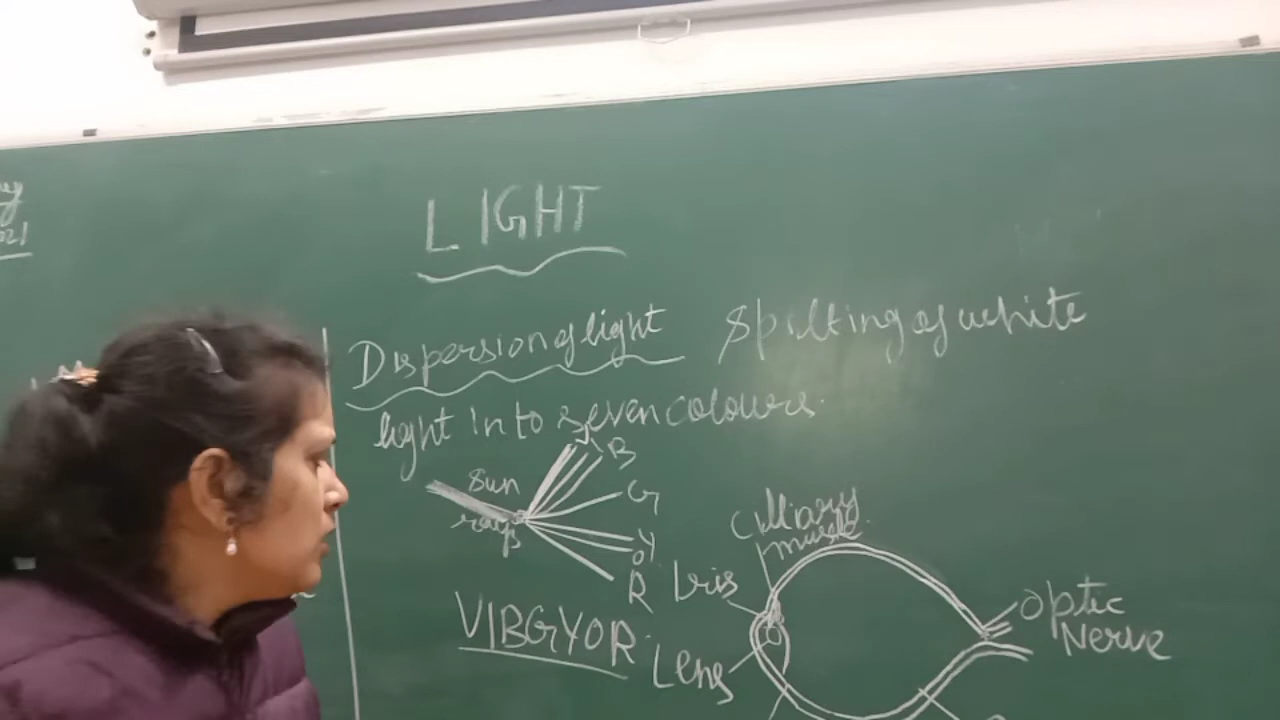 LIGHT
Dispersion of light Spilting of white
light into seven colours.
Sun
rays
B
G
Y
O
R
VIBGYOR
Cilliary
muscle
Iris
Lens
Optic
Nerve